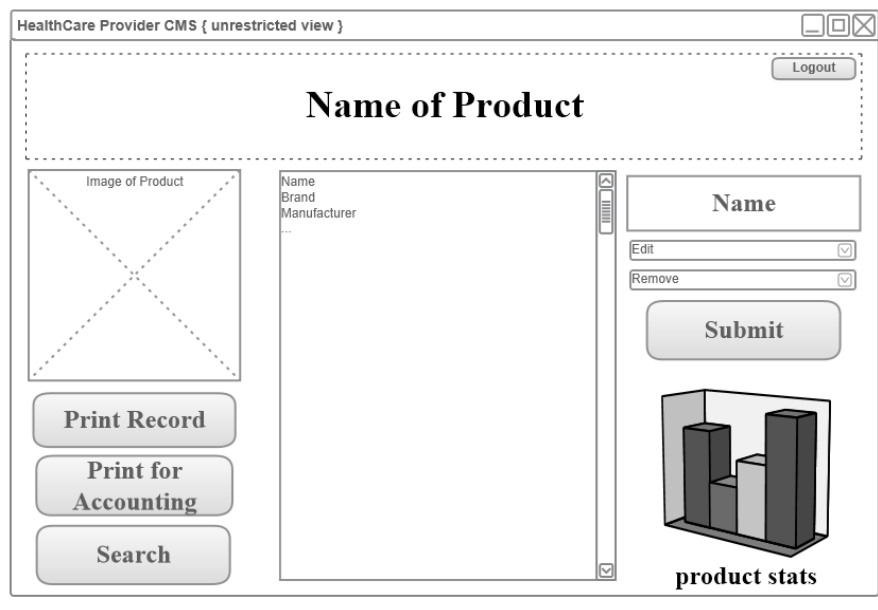 HealthCare Provider CMS { unrestricted view }
Logout
Name of Product
Image of Product
Name
Brand
Manufacturer
...
Name
Edit
Remove
Submit
Print Record
Print for
Accounting
Search
product stats